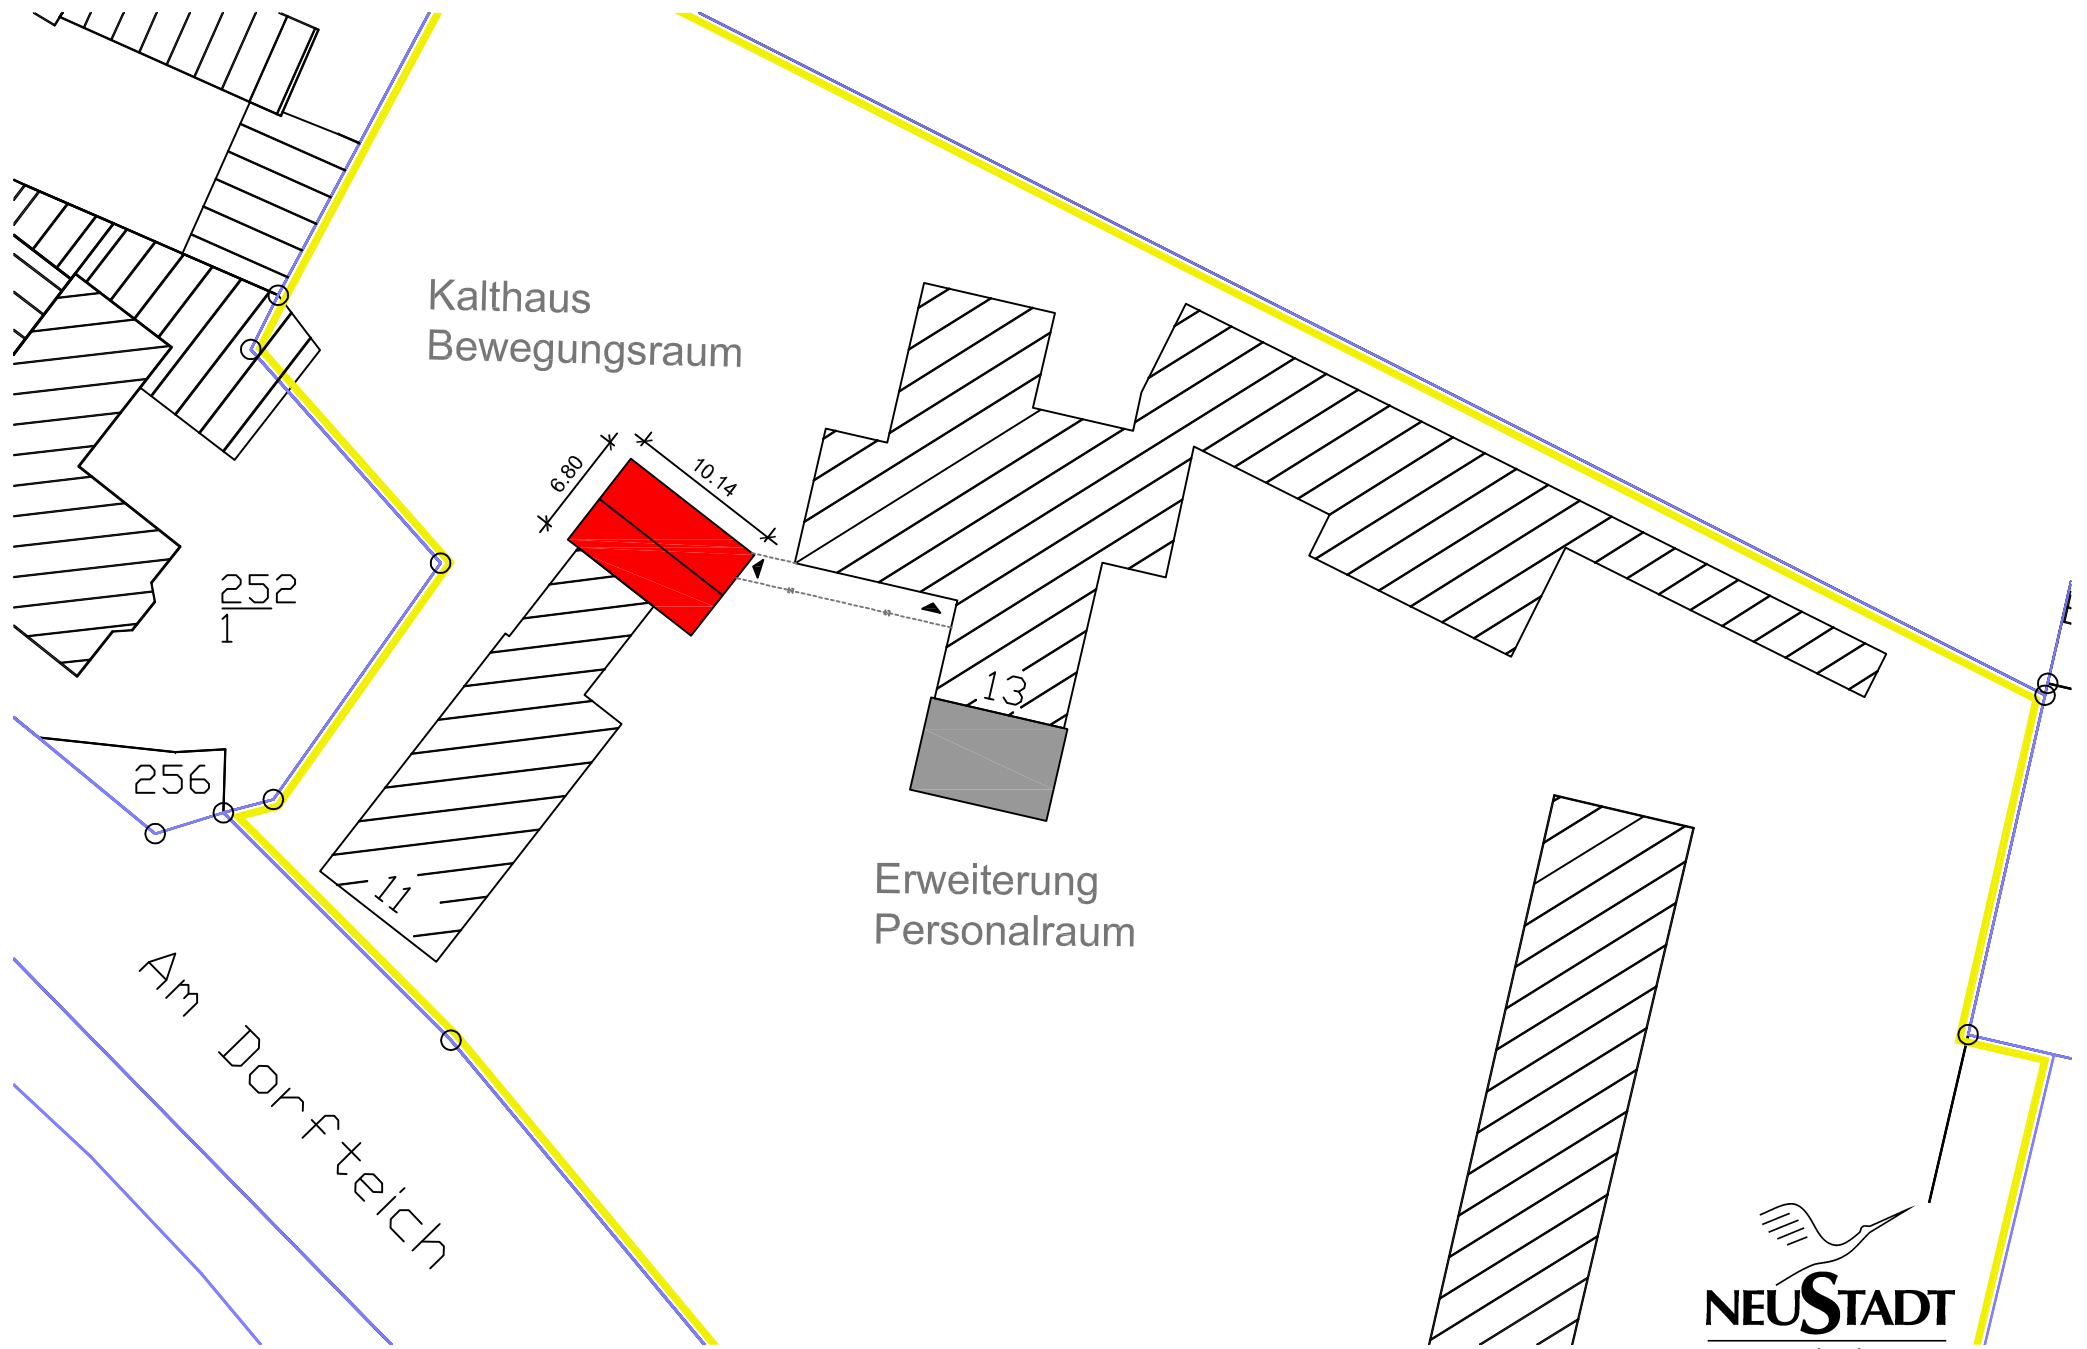 Kalthaus
Bewegungsraum
6.80
10.14
252
1
256
13
11
Erweiterung
Personalraum
Am Dorfteich
NEUSTADT